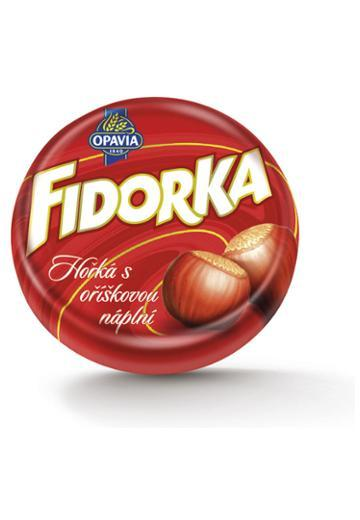 OPAVIA
1840
FIDORKA
Hořká s
oříškovou
náplní